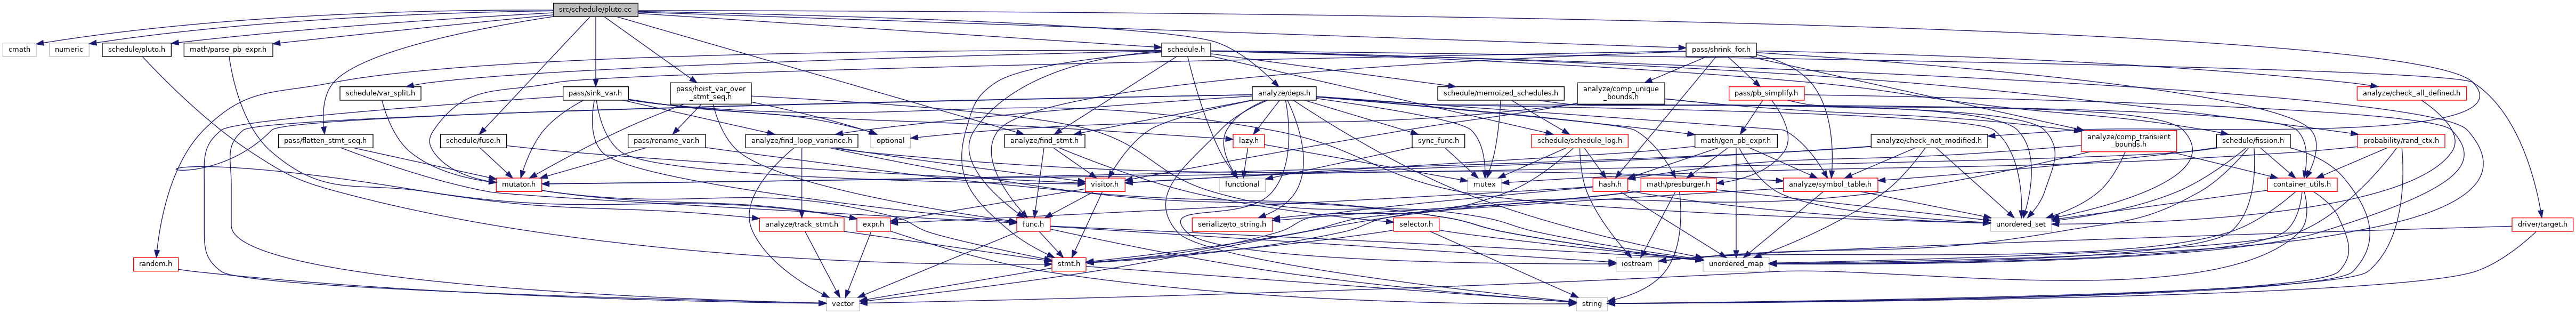 src/schedule/pluto.cc
cmath
numeric
schedule/pluto.h
math/parse_pb_expr.h
schedule.h
pass/shrink_for.h
schedule/var_split.h
pass/sink_var.h
pass/hoist_var_over
_stmt_seq.h
analyze/deps.h
schedule/memoized_schedules.h
analyze/comp_unique
_bounds.h
pass/pb_simplify.h
analyze/check_all_defined.h
pass/flatten_stmt_seq.h
schedule/fuse.h
pass/rename_var.h
analyze/find_loop_variance.h
optional
analyze/find_stmt.h
lazy.h
sync_func.h
schedule/schedule_log.h
math/gen_pb_expr.h
analyze/check_not_modified.h
analyze/comp_transient
_bounds.h
schedule/fission.h
probability/rand_ctx.h
mutator.h
visitor.h
functional
mutex
hash.h
math/presburger.h
analyze/symbol_table.h
container_utils.h
analyze/track_stmt.h
expr.h
func.h
serialize/to_string.h
selector.h
unordered_set
driver/target.h
random.h
stmt.h
iostream
unordered_map
vector
string